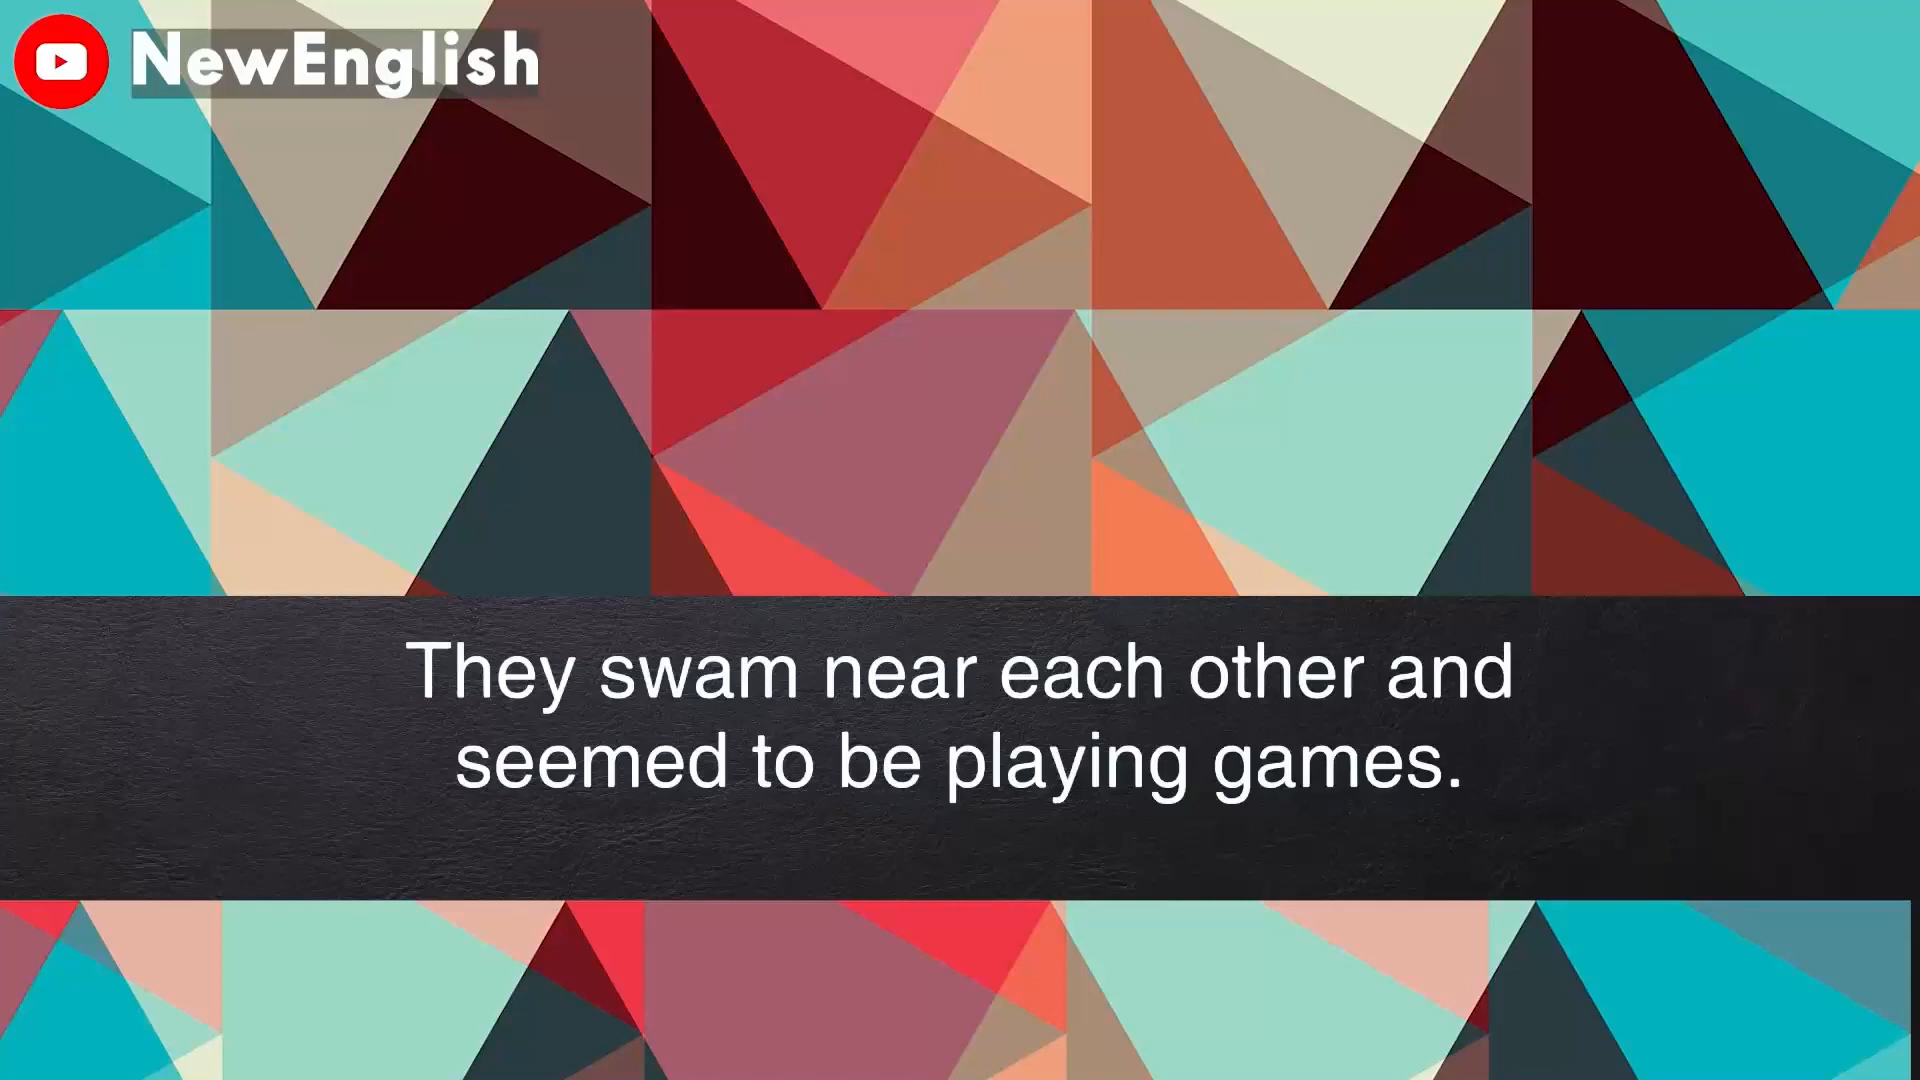 NewEnglish
They swam near each other and
seemed to be playing games.